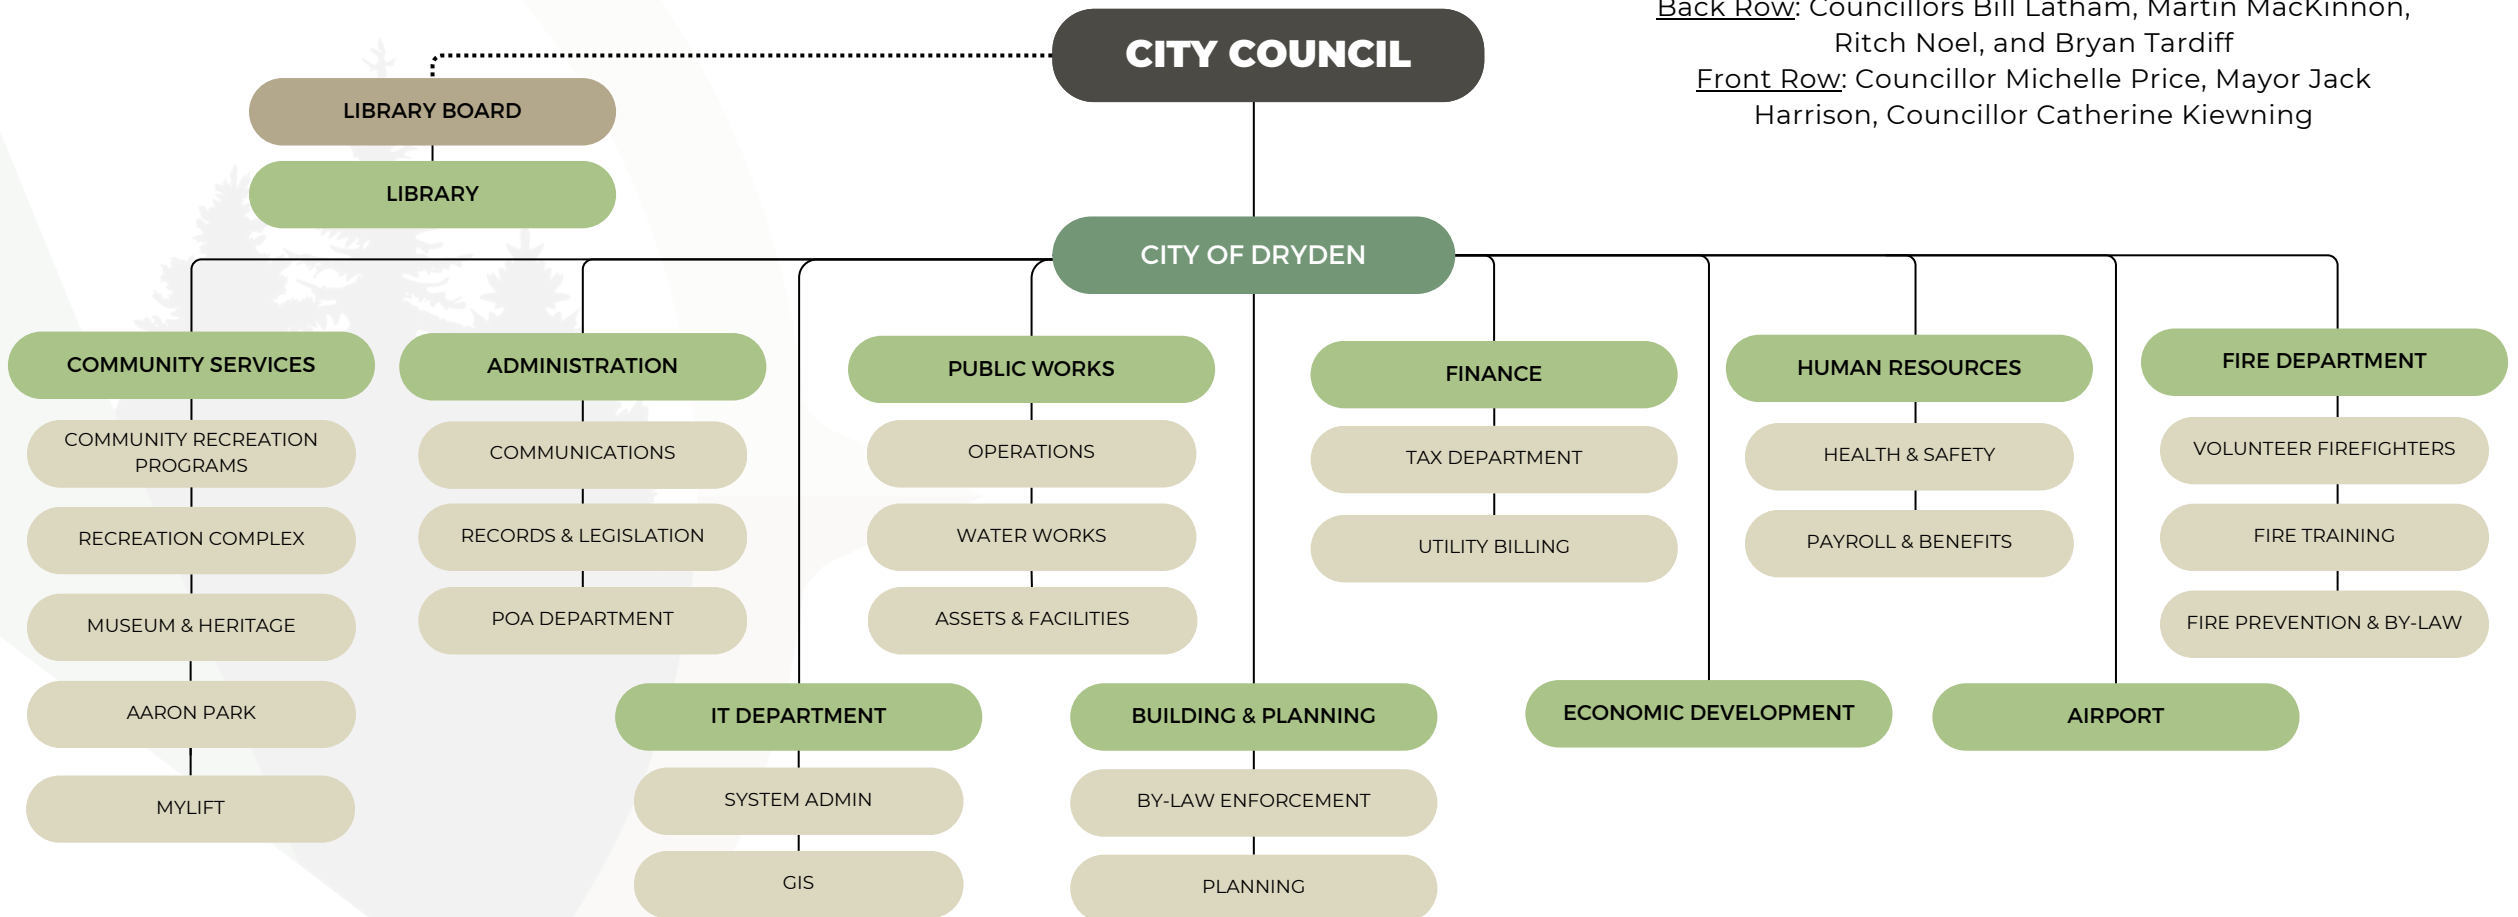 Back Row: Councillors Bill Latham, Martin MacKinnon,
Ritch Noel, and Bryan Tardiff
Front Row: Councillor Michelle Price, Mayor Jack
Harrison, Councillor Catherine Kiewning
CITY COUNCIL
LIBRARY BOARD
LIBRARY
CITY OF DRYDEN
COMMUNITY SERVICES
COMMUNITY RECREATION
PROGRAMS
RECREATION COMPLEX
MUSEUM & HERITAGE
AARON PARK
MYLIFT
ADMINISTRATION
COMMUNICATIONS
RECORDS & LEGISLATION
POA DEPARTMENT
IT DEPARTMENT
SYSTEM ADMIN
GIS
PUBLIC WORKS
OPERATIONS
WATER WORKS
ASSETS & FACILITIES
BUILDING & PLANNING
BY-LAW ENFORCEMENT
PLANNING
FINANCE
TAX DEPARTMENT
UTILITY BILLING
ECONOMIC DEVELOPMENT
HUMAN RESOURCES
HEALTH & SAFETY
PAYROLL & BENEFITS
AIRPORT
FIRE DEPARTMENT
VOLUNTEER FIREFIGHTERS
FIRE TRAINING
FIRE PREVENTION & BY-LAW